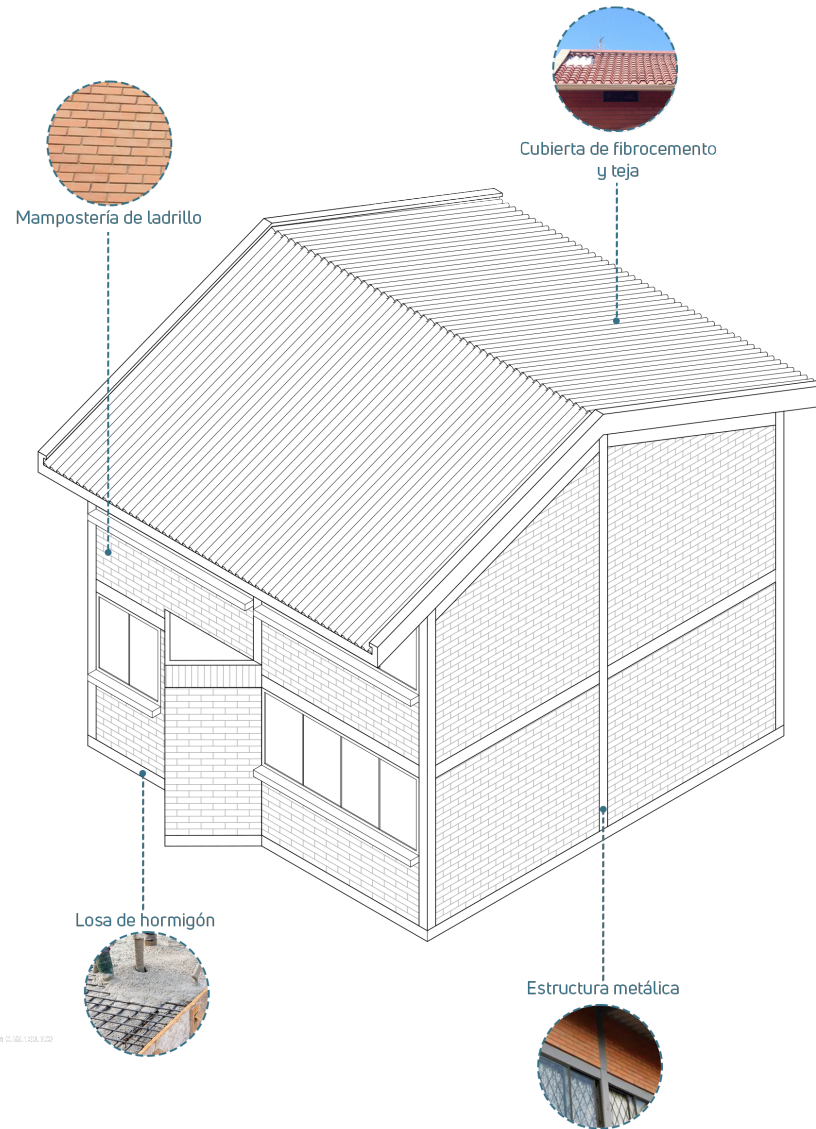 Cubierta de fibrocemento
y teja
Mampostería de ladrillo
Losa de hormigón
Estructura metálica